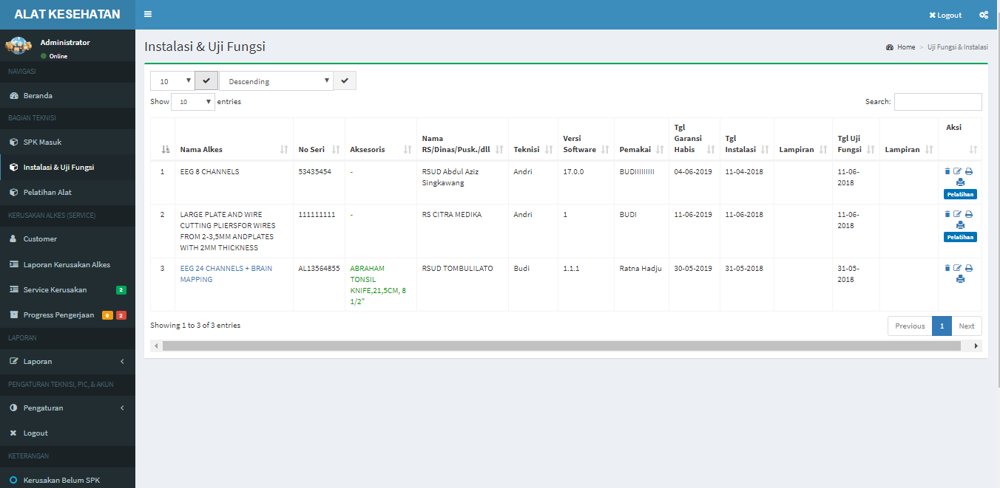 ALAT KESEHATAN
Logout
Administrator
Online
NAVIGASI
Beranda
BAGIAN TEKNISI
SPK Masuk
Instalasi & Uji Fungsi
Pelatihan Alat
KERUSAKAN ALKES (SERVICE)
Customer
Laporan Kerusakan Alkes
Service Kerusakan 2
Progress Pengerjaan 6 2
LAPORAN
Laporan
PENGATURAN TEKNISI, PIC, & AKUN
Pengaturan
Logout
KETERANGAN
Kerusakan Belum SPK
Instalasi & Uji Fungsi
Home > Uji Fungsi & Instalasi
10 Descending
Show 10 entries
Search:
Nama Alkes
No Seri
Aksesoris
Nama
RS/Dinas/Pusk./dll
Teknisi
Versi
Software
Pemakai
Tgl
Garansi
Habis
Tgl
Instalasi
Lampiran
Tgl Uji
Fungsi
Lampiran
Aksi
1
EEG 8 CHANNELS
53435454
-
RSUD Abdul Aziz
Singkawang
Andri
17.0.0
BUDIIIIIIIII
04-06-2019
11-04-2018
11-06-
2018
Pelatihan
2
LARGE PLATE AND WIRE
CUTTING PLIERSFOR WIRES
FROM 2-3,5MM ANDPLATES
WITH 2MM THICKNESS
111111111
-
RS CITRA MEDIKA
Andri
1
BUDI
11-06-2019
11-06-2018
11-06-
2018
Pelatihan
3
EEG 24 CHANNELS + BRAIN
MAPPING
AL13564855
ABRAHAM
TONSIL
KNIFE,21,5CM, 8
1/2"
RSUD TOMBULILATO
Budi
1.1.1
Ratna Hadju
30-05-2019
31-05-2018
31-05-
2018
Showing 1 to 3 of 3 entries
Previous 1 Next